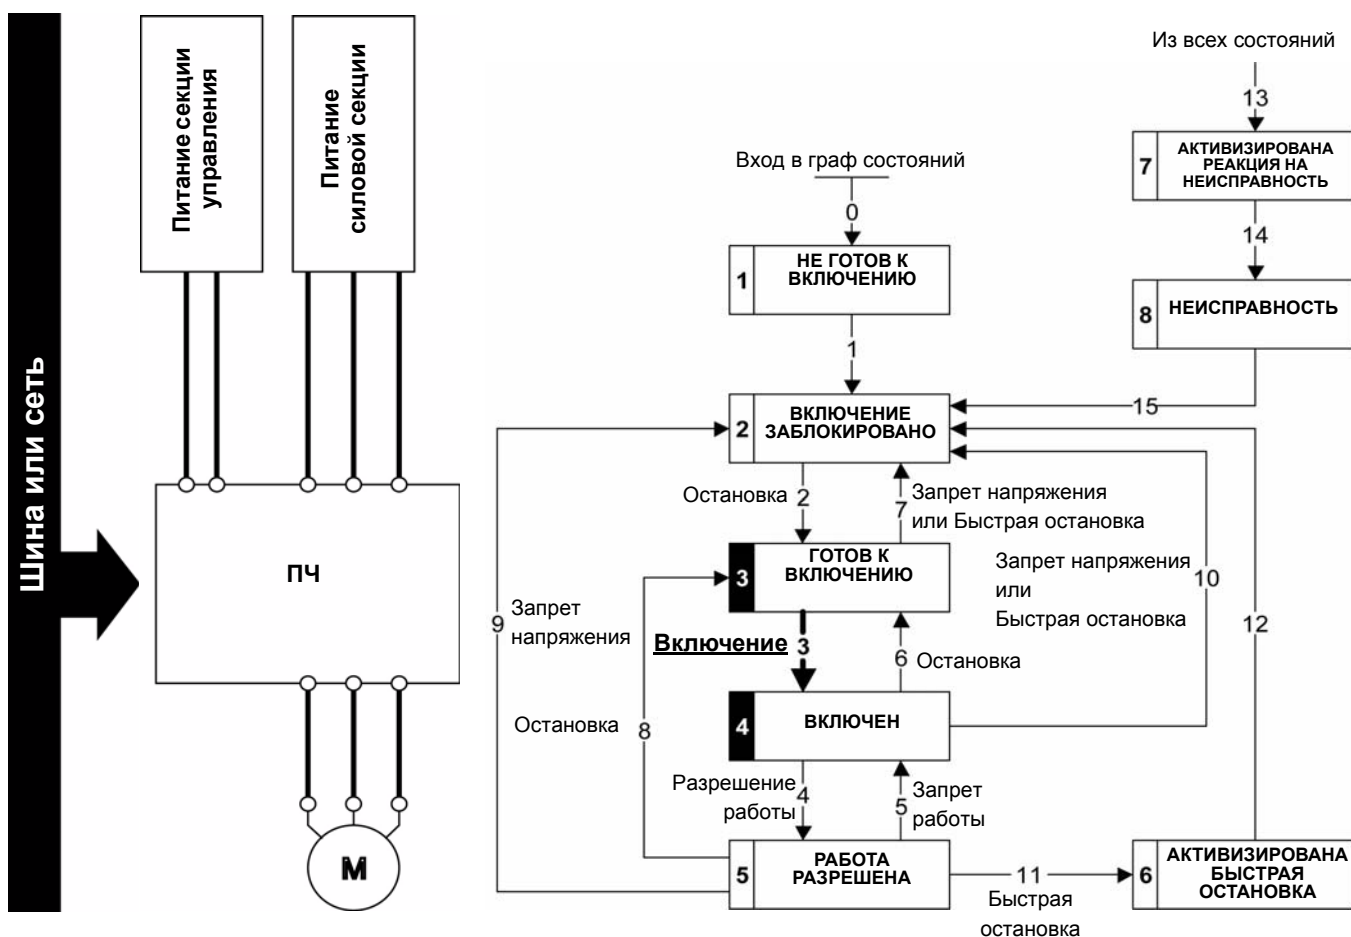 Шина или сеть
Питание секции
управления
Питание
силовой секции
ПЧ
М
Из всех состояний
13
7
АКТИВИЗИРОВАНА
РЕАКЦИЯ НА
НЕИСПРАВНОСТЬ
14
8
НЕИСПРАВНОСТЬ
Вход в граф состояний
0
1
НЕ ГОТОВ К
ВКЛЮЧЕНИЮ
1
15
2
ВКЛЮЧЕНИЕ
ЗАБЛОКИРОВАНО
Остановка
2
7
Запрет напряжения
или Быстрая остановка
3
ГОТОВ К
ВКЛЮЧЕНИЮ
Запрет напряжения
или
Быстрая остановка
10
9
Запрет
напряжения
12
Включение
3
6
Остановка
4
ВКЛЮЧЕН
Остановка
8
Разрешение
работы
4
5
Запрет
работы
5
РАБОТА
РАЗРЕШЕНА
11
Быстрая
остановка
6
АКТИВИЗИРОВАНА
БЫСТРАЯ
ОСТАНОВКА